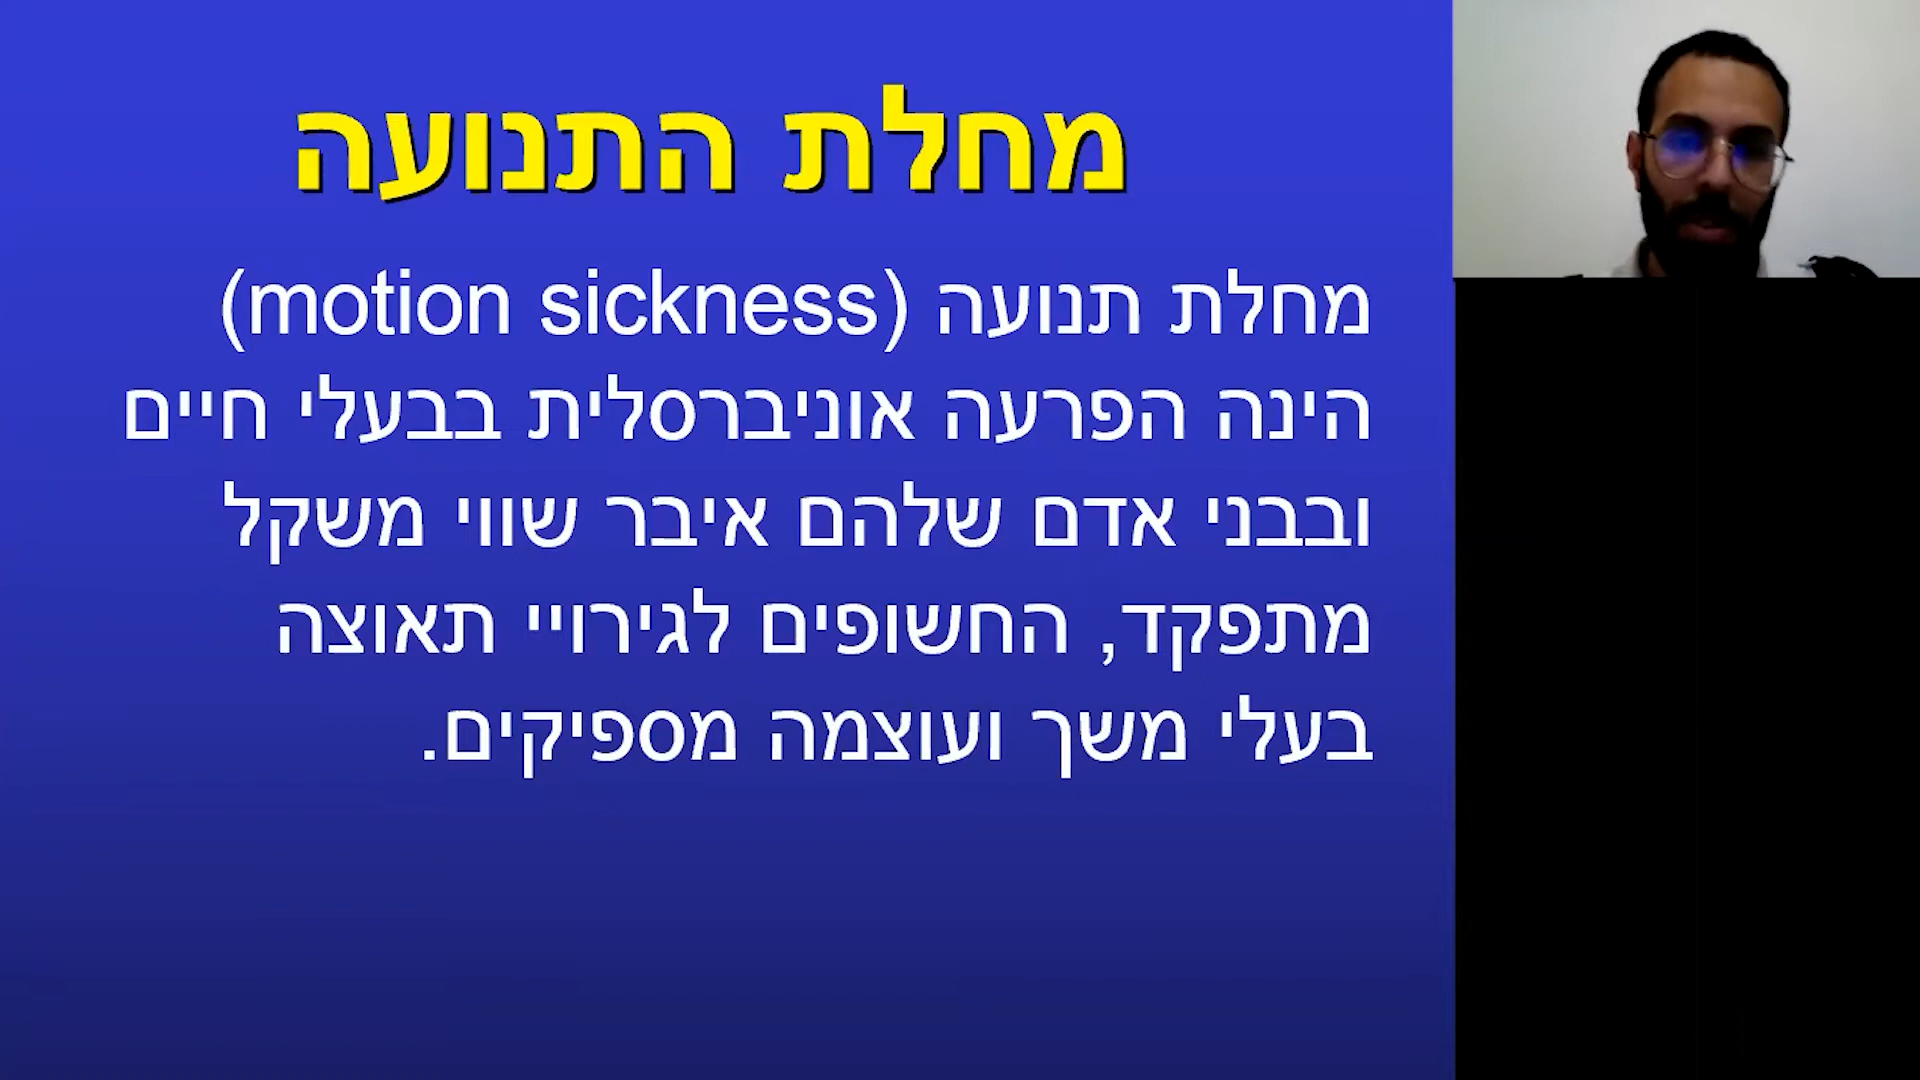 מחלת התנועה
מחלת תנועה (motion sickness)
הינה הפרעה אוניברסלית בבעלי חיים
ובבני אדם שלהם איבר שווי משקל
מתפקד, החשופים לגירויי תאוצה
בעלי משך ועוצמה מספיקים.